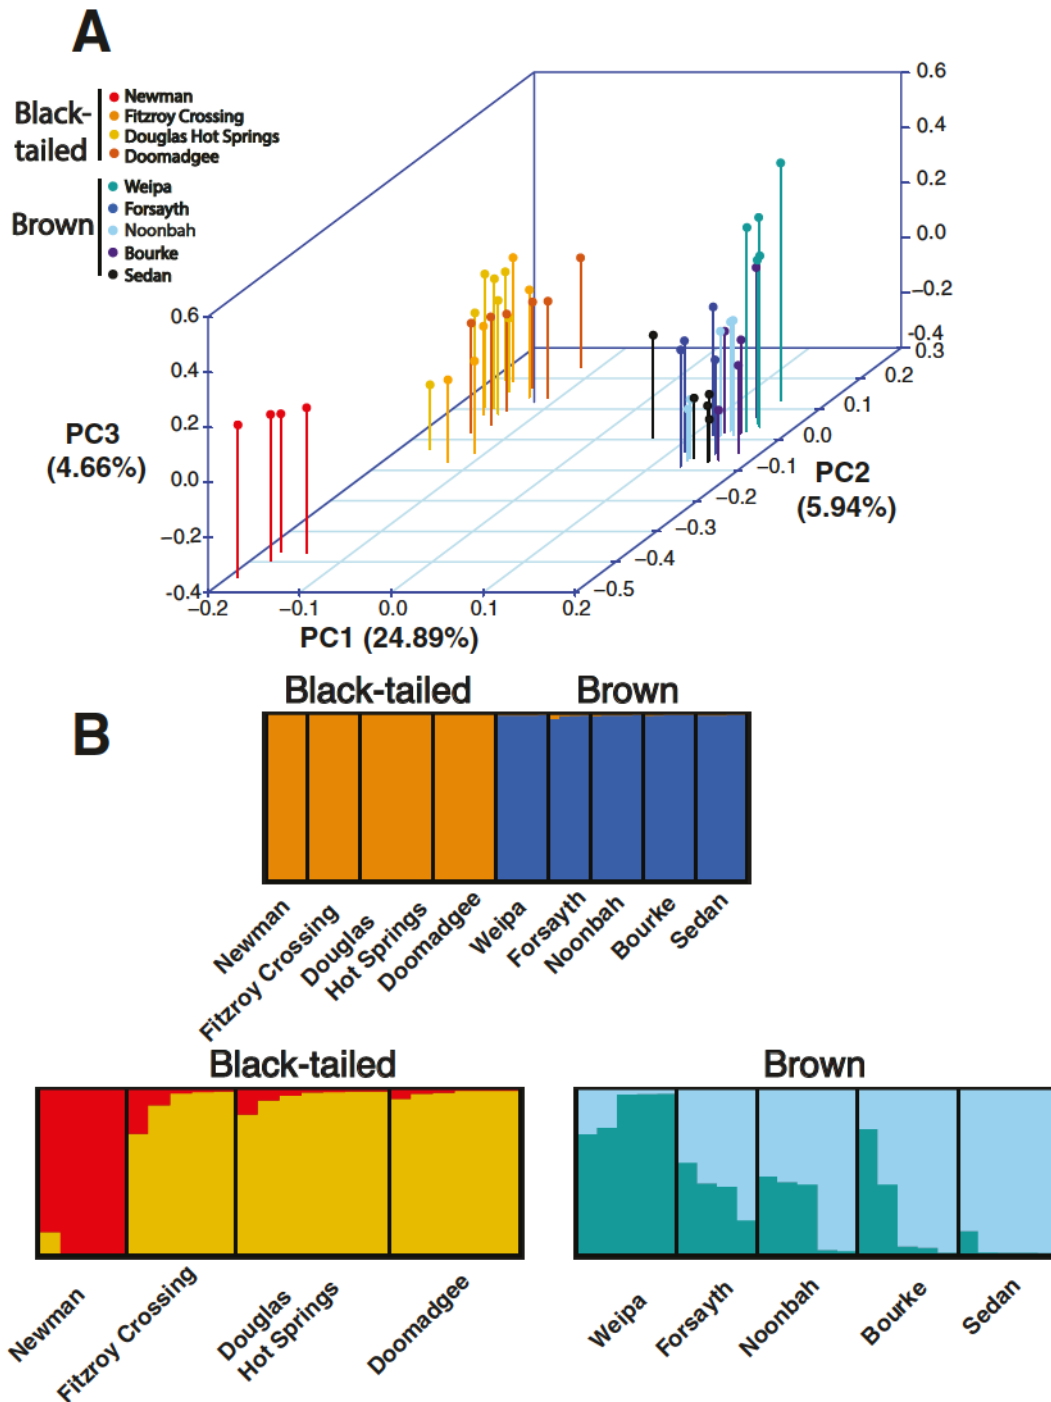 A
Black-
tailed
Newman
Fitzroy Crossing
Douglas Hot Springs
Doomadgee
Brown
Weipa
Forsayth
Noonbah
Bourke
Sedan
0.6
0.4
0.2
0.0
−0.2
-0.4
PC3
(4.66%)
0.6
0.4
0.2
0.0
−0.2
-0.4
0.3
0.2
0.1
0.0
−0.1
−0.2
−0.3
−0.4
−0.5
PC2
(5.94%)
−0.2
−0.1
0.0
0.1
0.2
PC1 (24.89%)
B
Black-tailed
Brown
Newman
Fitzroy Crossing
Douglas
Hot Springs
Doomadgee
Weipa
Forsayth
Noonbah
Bourke
Sedan
Black-tailed
Newman
Fitzroy Crossing
Douglas
Hot Springs
Doomadgee
Brown
Weipa
Forsayth
Noonbah
Bourke
Sedan